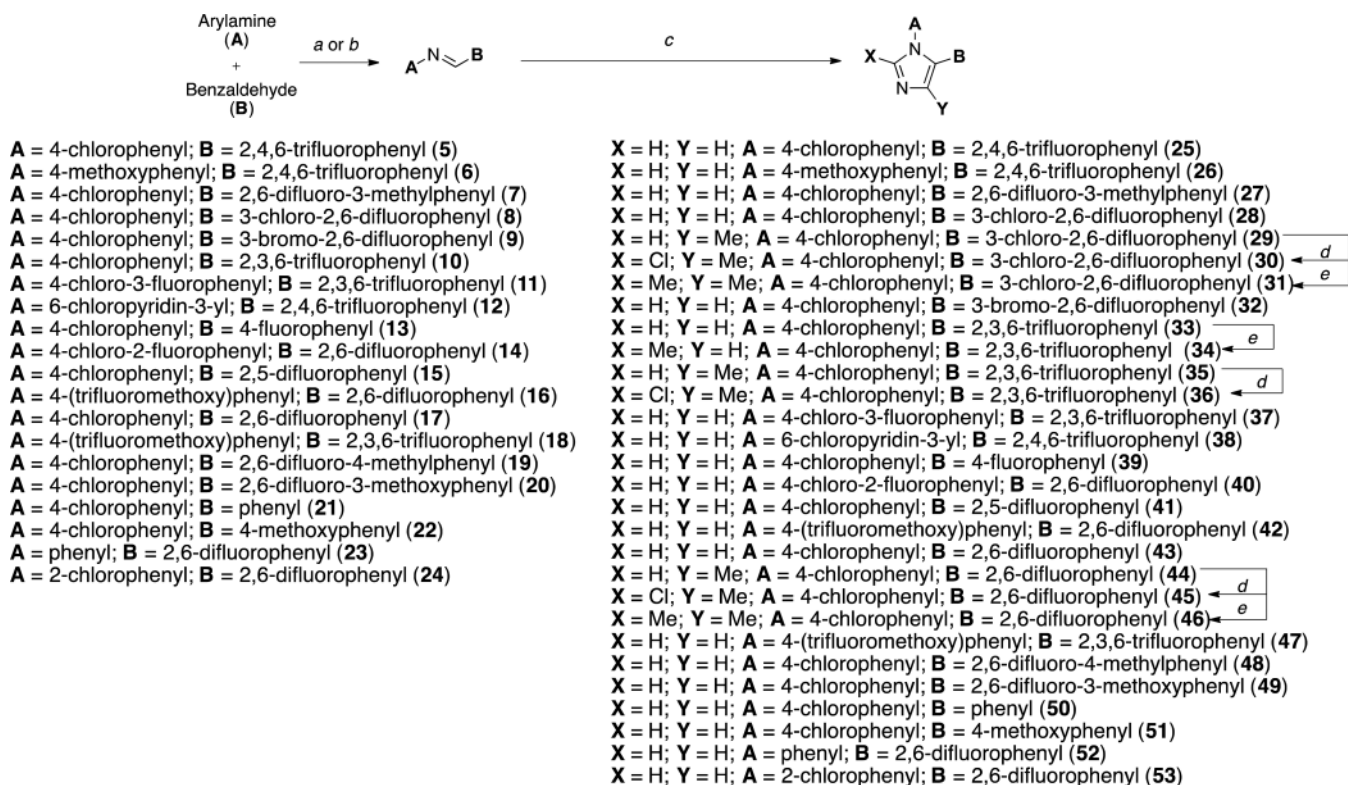 Arylamine
(A)
+
Benzaldehyde
(B)
a or b
A N B
c
A
X N B
N
Y
A = 4-chlorophenyl; B = 2,4,6-trifluorophenyl (5)
A = 4-methoxyphenyl; B = 2,4,6-trifluorophenyl (6)
A = 4-chlorophenyl; B = 2,6-difluoro-3-methylphenyl (7)
A = 4-chlorophenyl; B = 3-chloro-2,6-difluorophenyl (8)
A = 4-chlorophenyl; B = 3-bromo-2,6-difluorophenyl (9)
A = 4-chlorophenyl; B = 2,3,6-trifluorophenyl (10)
A = 4-chloro-3-fluorophenyl; B = 2,3,6-trifluorophenyl (11)
A = 6-chloropyridin-3-yl; B = 2,4,6-trifluorophenyl (12)
A = 4-chlorophenyl; B = 4-fluorophenyl (13)
A = 4-chloro-2-fluorophenyl; B = 2,6-difluorophenyl (14)
A = 4-chlorophenyl; B = 2,5-difluorophenyl (15)
A = 4-(trifluoromethoxy)phenyl; B = 2,6-difluorophenyl (16)
A = 4-chlorophenyl; B = 2,6-difluorophenyl (17)
A = 4-(trifluoromethoxy)phenyl; B = 2,3,6-trifluorophenyl (18)
A = 4-chlorophenyl; B = 2,6-difluoro-4-methylphenyl (19)
A = 4-chlorophenyl; B = 2,6-difluoro-3-methoxyphenyl (20)
A = 4-chlorophenyl; B = phenyl (21)
A = 4-chlorophenyl; B = 4-methoxyphenyl (22)
A = phenyl; B = 2,6-difluorophenyl (23)
A = 2-chlorophenyl; B = 2,6-difluorophenyl (24)
X = H; Y = H; A = 4-chlorophenyl; B = 2,4,6-trifluorophenyl (25)
X = H; Y = H; A = 4-methoxyphenyl; B = 2,4,6-trifluorophenyl (26)
X = H; Y = H; A = 4-chlorophenyl; B = 2,6-difluoro-3-methylphenyl (27)
X = H; Y = H; A = 4-chlorophenyl; B = 3-chloro-2,6-difluorophenyl (28)
X = H; Y = Me; A = 4-chlorophenyl; B = 3-chloro-2,6-difluorophenyl (29)
d
X = Cl; Y = Me; A = 4-chlorophenyl; B = 3-chloro-2,6-difluorophenyl (30)
e
X = Me; Y = Me; A = 4-chlorophenyl; B = 3-chloro-2,6-difluorophenyl (31)
X = H; Y = H; A = 4-chlorophenyl; B = 3-bromo-2,6-difluorophenyl (32)
X = H; Y = H; A = 4-chlorophenyl; B = 2,3,6-trifluorophenyl (33)
e
X = Me; Y = H; A = 4-chlorophenyl; B = 2,3,6-trifluorophenyl (34)
X = H; Y = Me; A = 4-chlorophenyl; B = 2,3,6-trifluorophenyl (35)
d
X = Cl; Y = Me; A = 4-chlorophenyl; B = 2,3,6-trifluorophenyl (36)
X = H; Y = H; A = 4-chloro-3-fluorophenyl; B = 2,3,6-trifluorophenyl (37)
X = H; Y = H; A = 6-chloropyridin-3-yl; B = 2,4,6-trifluorophenyl (38)
X = H; Y = H; A = 4-chlorophenyl; B = 4-fluorophenyl (39)
X = H; Y = H; A = 4-chloro-2-fluorophenyl; B = 2,6-difluorophenyl (40)
X = H; Y = H; A = 4-chlorophenyl; B = 2,5-difluorophenyl (41)
X = H; Y = H; A = 4-(trifluoromethoxy)phenyl; B = 2,6-difluorophenyl (42)
X = H; Y = H; A = 4-chlorophenyl; B = 2,6-difluorophenyl (43)
X = H; Y = Me; A = 4-chlorophenyl; B = 2,6-difluorophenyl (44)
d
X = Cl; Y = Me; A = 4-chlorophenyl; B = 2,6-difluorophenyl (45)
e
X = Me; Y = Me; A = 4-chlorophenyl; B = 2,6-difluorophenyl (46)
X = H; Y = H; A = 4-(trifluoromethoxy)phenyl; B = 2,3,6-trifluorophenyl (47)
X = H; Y = H; A = 4-chlorophenyl; B = 2,6-difluoro-4-methylphenyl (48)
X = H; Y = H; A = 4-chlorophenyl; B = 2,6-difluoro-3-methoxyphenyl (49)
X = H; Y = H; A = 4-chlorophenyl; B = phenyl (50)
X = H; Y = H; A = 4-chlorophenyl; B = 4-methoxyphenyl (51)
X = H; Y = H; A = phenyl; B = 2,6-difluorophenyl (52)
X = H; Y = H; A = 2-chlorophenyl; B = 2,6-difluorophenyl (53)